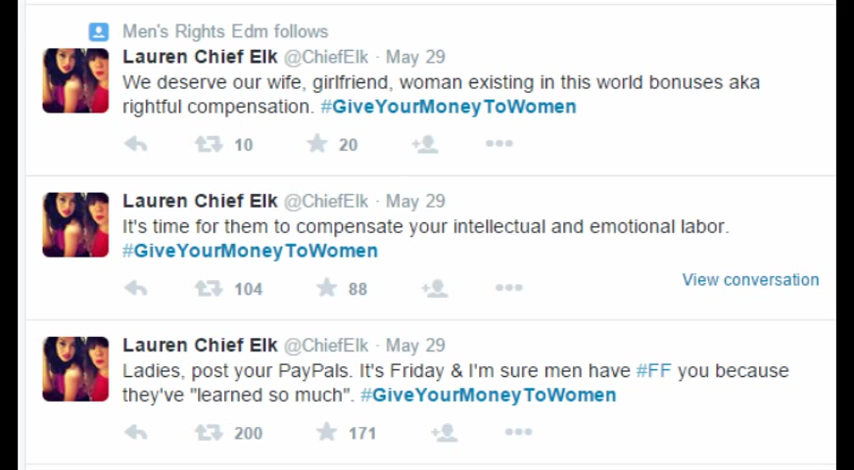 Men's Rights Edm follows
Lauren Chief Elk @ChiefElk · May 29
We deserve our wife, girlfriend, woman existing in this world bonuses aka
rightful compensation. #GiveYourMoneyToWomen
10 20
Lauren Chief Elk @ChiefElk · May 29
It's time for them to compensate your intellectual and emotional labor.
#GiveYourMoneyToWomen
View conversation
104 88
Lauren Chief Elk @ChiefElk · May 29
Ladies, post your PayPals. It's Friday & I'm sure men have #FF you because
they've "learned so much". #GiveYourMoneyToWomen
200 171